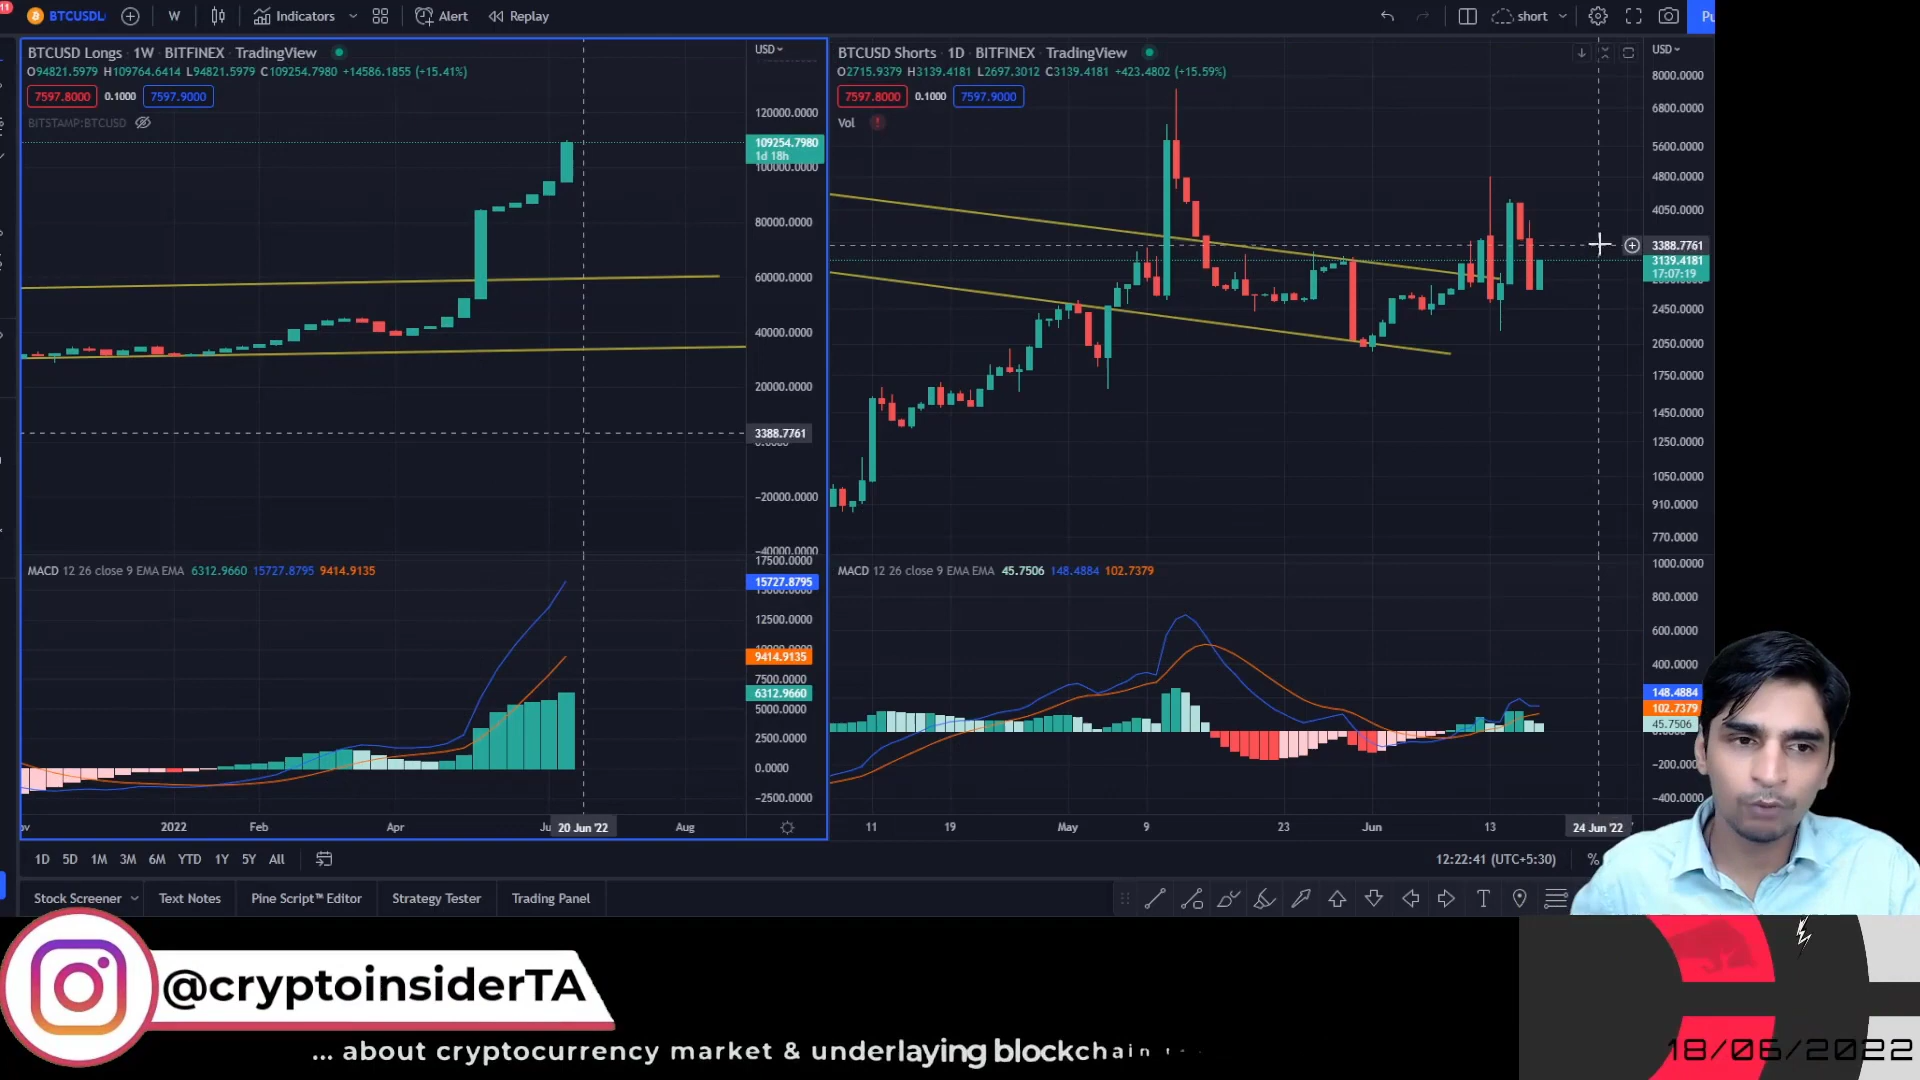 11
BTCUSDL
W
Indicators
Alert
Replay
short
BTCUSD Longs · 1W · BITFINEX · TradingView
O94821.5979 H109764.6414 L94821.5979 C109254.7980 +14586.1855 (+15.41%)
7597.8000 0.1000 7597.9000
BITSTAMP:BTCUSD
USD
120000.0000
109254.7980
1d 18h
100000.0000
80000.0000
60000.0000
40000.0000
20000.0000
3388.7761
−20000.0000
−40000.0000
MACD 12 26 close 9 EMA EMA 6312.9660 15727.8795 9414.9135
17500.0000
15727.8795
12500.0000
9414.9135
7500.0000
6312.9660
5000.0000
2500.0000
0.0000
−2500.0000
2022 Feb Apr 20 Jun '22 Aug
BTCUSD Shorts · 1D · BITFINEX · TradingView
O2715.9379 H3139.4181 L2697.3012 C3139.4181 +423.4802 (+15.59%)
7597.8000 0.1000 7597.9000
Vol
USD
8000.0000
6800.0000
5600.0000
4800.0000
4050.0000
3388.7761
3139.4181
17:07:19
2450.0000
2050.0000
1750.0000
1450.0000
1250.0000
1050.0000
910.0000
770.0000
MACD 12 26 close 9 EMA EMA 45.7506 148.4884 102.7379
1000.0000
800.0000
600.0000
400.0000
148.4884
102.7379
45.7506
−200.0000
−400.0000
11 19 May 9 23 Jun 13 24 Jun '22
1D 5D 1M 3M 6M YTD 1Y 5Y All
12:22:41 (UTC+5:30)
%
Stock Screener
Text Notes
Pine Script™ Editor
Strategy Tester
Trading Panel
@cryptoinsiderTA
... about cryptocurrency market & underlaying blockchain
18/06/2022